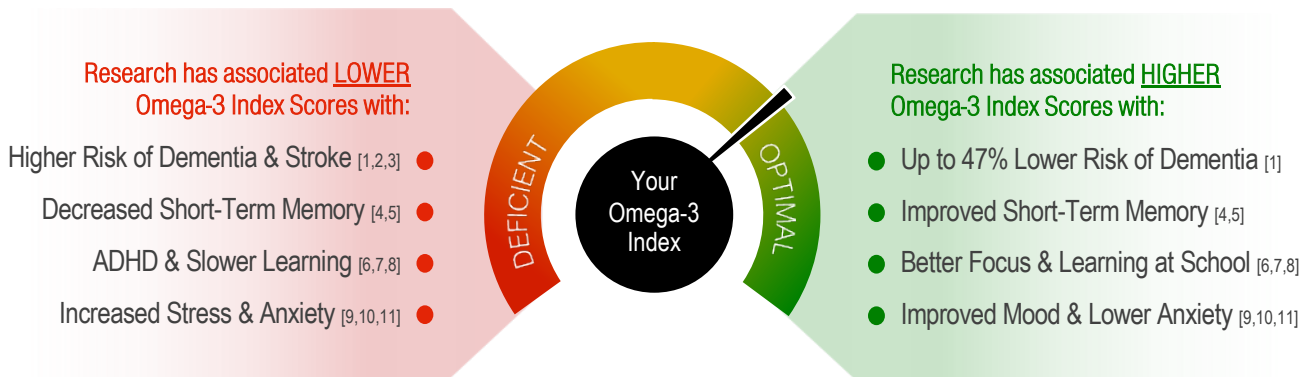 Research has associated LOWER
Omega-3 Index Scores with:
Higher Risk of Dementia & Stroke [1,2,3]
Decreased Short-Term Memory [4,5]
ADHD & Slower Learning [6,7,8]
Increased Stress & Anxiety [9,10,11]
DEFICIENT
Your
Omega-3
Index
OPTIMAL
Research has associated HIGHER
Omega-3 Index Scores with:
Up to 47% Lower Risk of Dementia [1]
Improved Short-Term Memory [4,5]
Better Focus & Learning at School [6,7,8]
Improved Mood & Lower Anxiety [9,10,11]